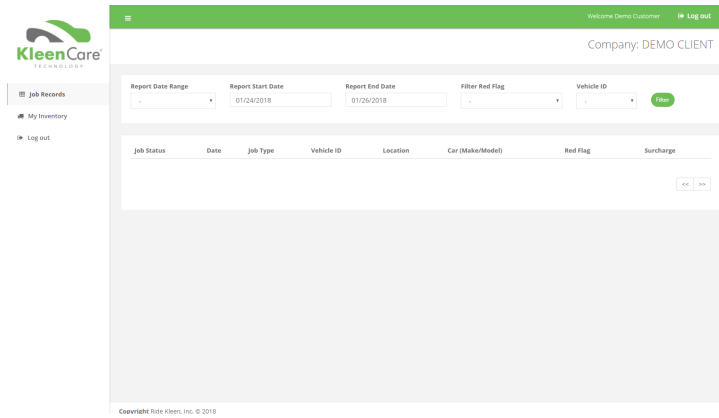 Welcome Demo Customer Log out
KleenCare
TECHNOLOGY
Company: DEMO CLIENT
Job Records
My Inventory
Log out
Report Date Range Report Start Date Report End Date Filter Red Flag Vehicle ID
- 01/24/2018 01/26/2018 - - Filter
Job Status Date Job Type Vehicle ID Location Car (Make/Model) Red Flag Surcharge
<< >>
Copyright Ride Kleen, Inc. © 2018